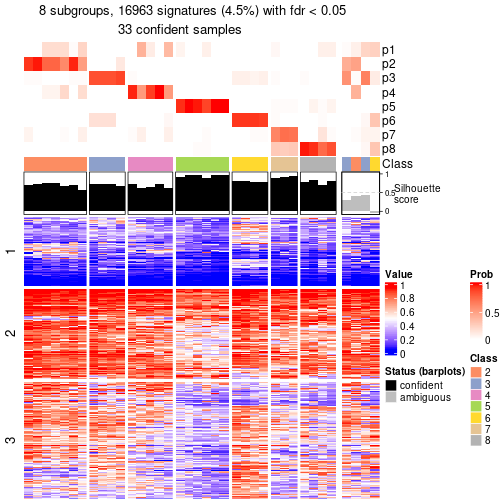 8 subgroups, 16963 signatures (4.5%) with fdr < 0.05
33 confident samples
p1
p2
p3
p4
p5
p6
p7
p8
Class
1
0.5
0
Silhouette
score
1
2
3
Value
1
0.8
0.6
0.4
0.2
0
Status (barplots)
confident
ambiguous
Prob
1
0.5
0
Class
2
3
4
5
6
7
8